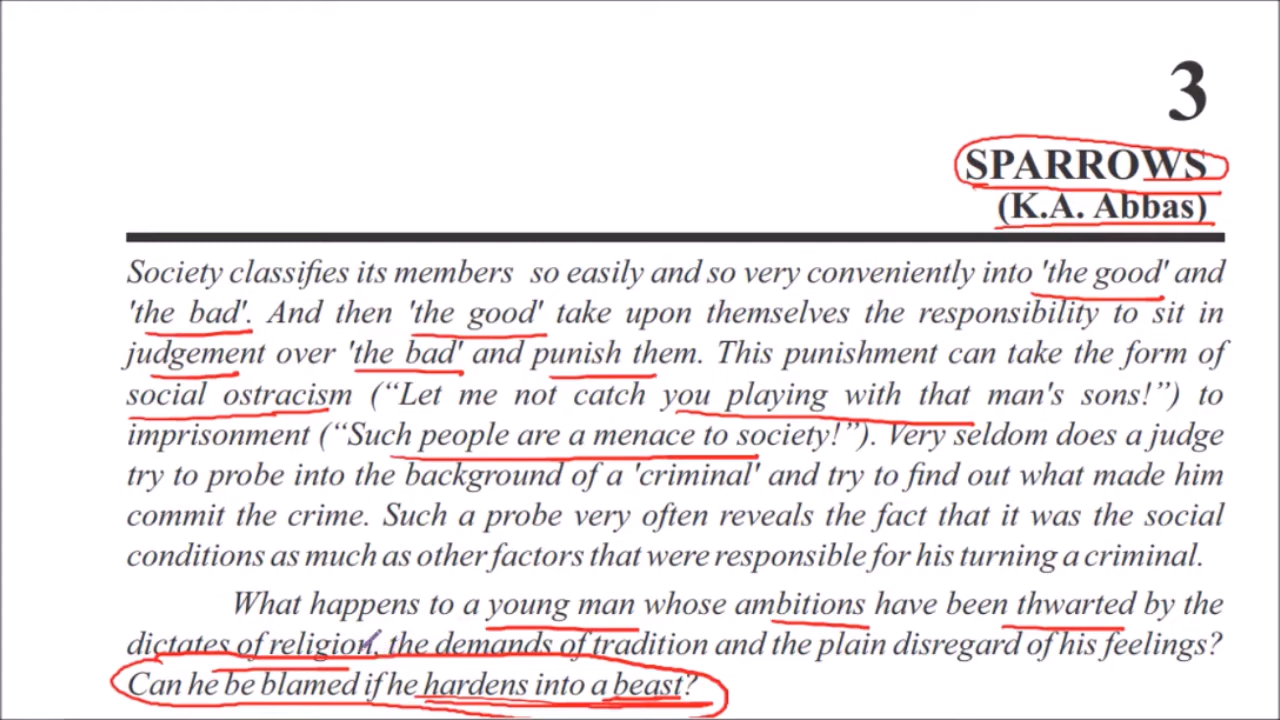 3
SPARROWS
(K.A. Abbas)
Society classifies its members so easily and so very conveniently into 'the good' and
'the bad'. And then 'the good' take upon themselves the responsibility to sit in
judgement over 'the bad' and punish them. This punishment can take the form of
social ostracism (“Let me not catch you playing with that man's sons!”) to
imprisonment (“Such people are a menace to society!”). Very seldom does a judge
try to probe into the background of a 'criminal' and try to find out what made him
commit the crime. Such a probe very often reveals the fact that it was the social
conditions as much as other factors that were responsible for his turning a criminal.
What happens to a young man whose ambitions have been thwarted by the
dictates of religion, the demands of tradition and the plain disregard of his feelings?
Can he be blamed if he hardens into a beast?